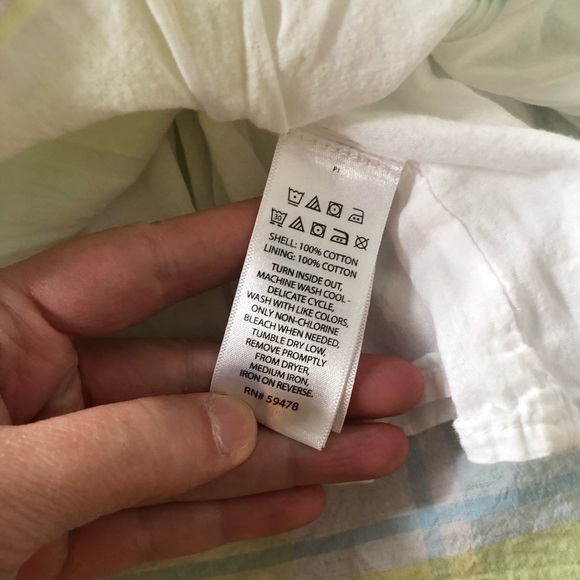 PI
30
SHELL: 100% COTTON
LINING: 100% COTTON
TURN INSIDE OUT,
MACHINE WASH COOL -
DELICATE CYCLE,
WASH WITH LIKE COLORS,
ONLY NON-CHLORINE
BLEACH WHEN NEEDED,
TUMBLE DRY LOW,
REMOVE PROMPTLY
FROM DRYER,
MEDIUM IRON,
IRON ON REVERSE.
RN# 59478